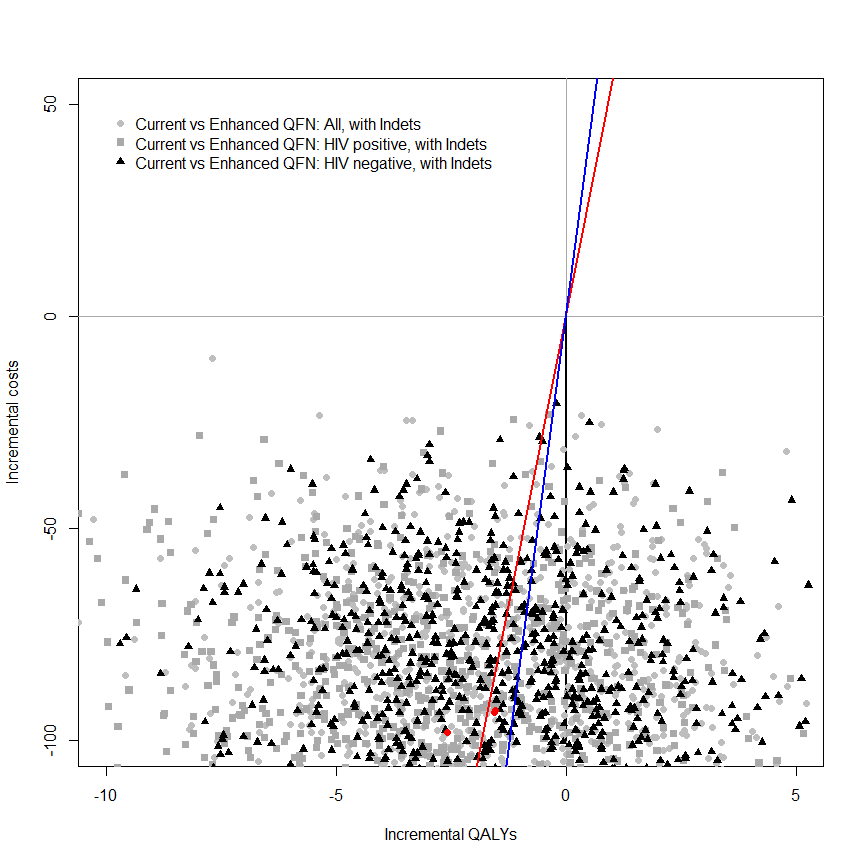 50
Current vs Enhanced QFN: All, with Indets
Current vs Enhanced QFN: HIV positive, with Indets
Current vs Enhanced QFN: HIV negative, with Indets
0
Incremental costs
-50
-100
-10 -5 0 5
Incremental QALYs